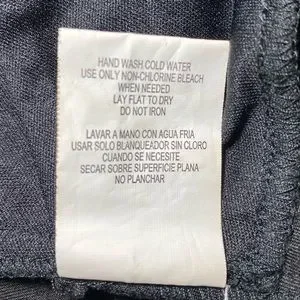 HAND WASH COLD WATER
USE ONLY NON-CHLORINE BLEACH
WHEN NEEDED
LAY FLAT TO DRY
DO NOT IRON
LAVAR A MANO CON AGUA FRIA
USAR SOLO BLANQUEADOR SIN CLORO
CUANDO SE NECESITE
SECAR SOBRE SUPERFICIE PLANA
NO PLANCHAR